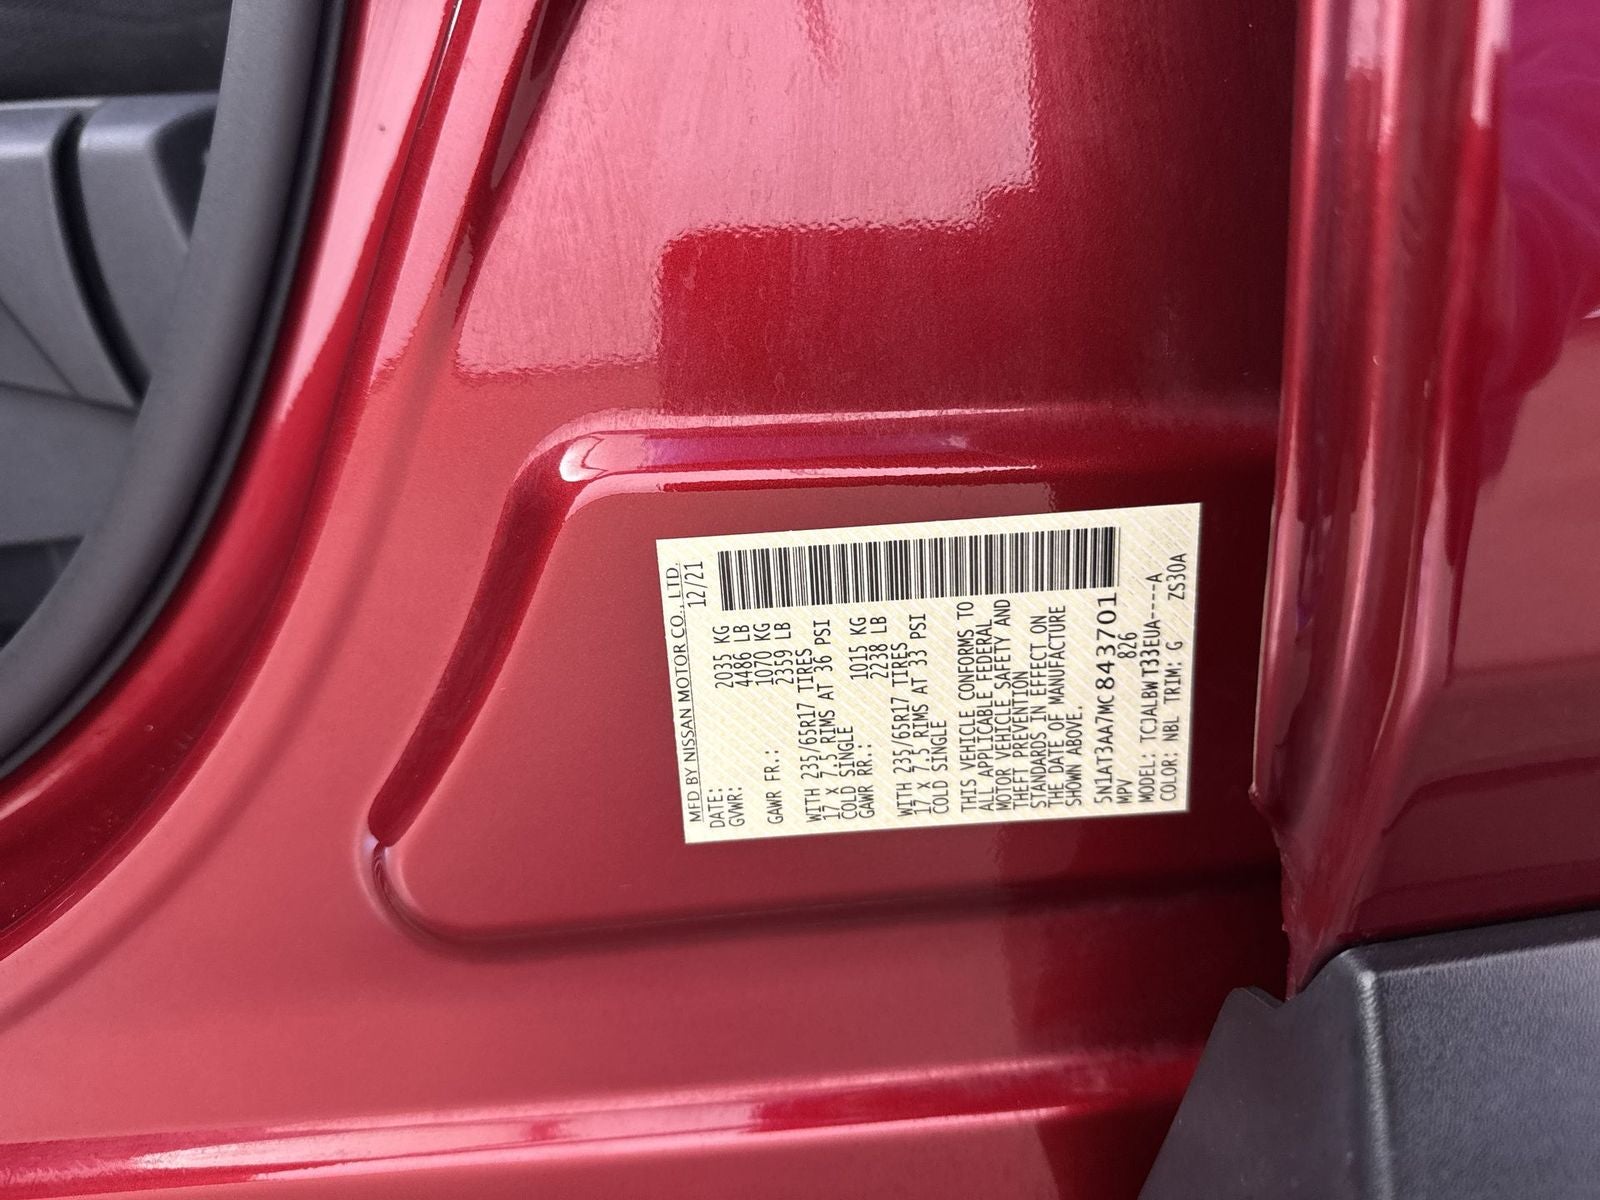 MFD BY NISSAN MOTOR CO., LTD.
DATE: 12/21
GVWR: 2035 KG
4486 LB
GAWR FR.: 1070 KG
2359 LB
WITH 235/65R17 TIRES
17 X 7.5 RIMS AT 36 PSI
COLD SINGLE
GAWR RR.: 1015 KG
2238 LB
WITH 235/65R17 TIRES
17 X 7.5 RIMS AT 33 PSI
COLD SINGLE
THIS VEHICLE CONFORMS TO
ALL APPLICABLE FEDERAL
MOTOR VEHICLE SAFETY AND
THEFT PREVENTION
STANDARDS IN EFFECT ON
THE DATE OF MANUFACTURE
SHOWN ABOVE.
5N1AT3AA7MC843701
MPV 826
MODEL: TCJALBWT33EUA----A
COLOR: NBL TRIM: G ZS30A